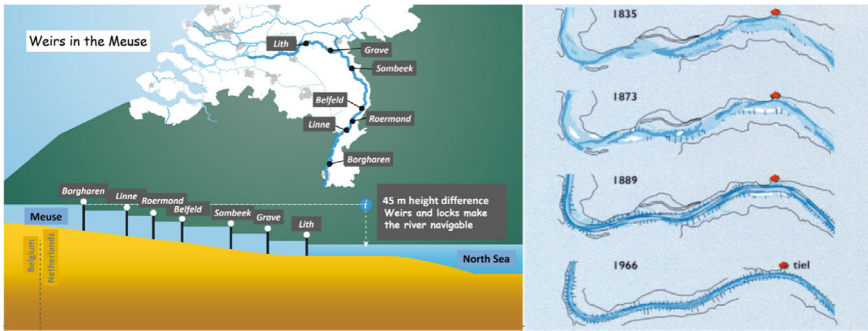 Weirs in the Meuse
Lith
Grave
Sambeek
Belfeld
Roermond
Linne
Borgharen
Borgharen
Linne
Roermond
Belfeld
Sambeek
Grave
Lith
i
45 m height difference
Weirs and locks make
the river navigable
Meuse
North Sea
Belgium
Netherlands
1835
1873
1889
1966
tiel